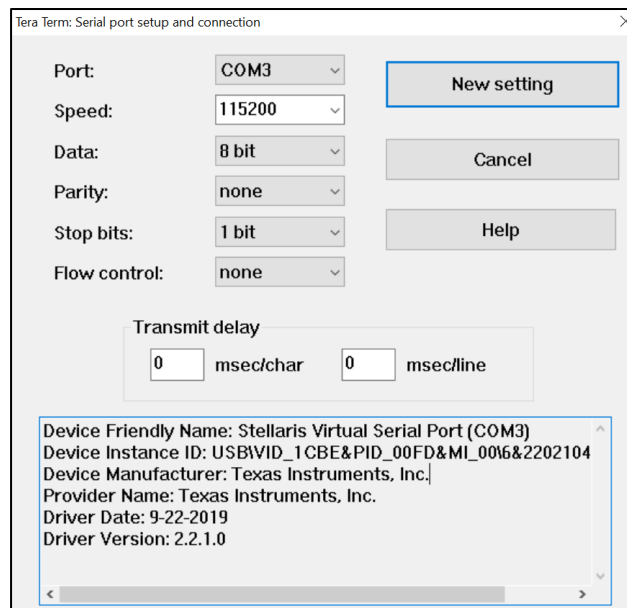 Tera Term: Serial port setup and connection
Port: COM3
New setting
Speed: 115200
Data: 8 bit
Cancel
Parity: none
Stop bits: 1 bit
Help
Flow control: none
Transmit delay
0 msec/char 0 msec/line
Device Friendly Name: Stellaris Virtual Serial Port (COM3)
Device Instance ID: USB\VID_1CBE&PID_00FD&MI_00\6&2202104
Device Manufacturer: Texas Instruments, Inc.
Provider Name: Texas Instruments, Inc.
Driver Date: 9-22-2019
Driver Version: 2.2.1.0